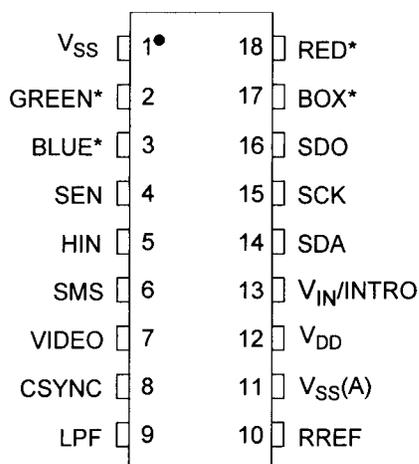 VSS 1 18 RED*
GREEN* 2 17 BOX*
BLUE* 3 16 SDO
SEN 4 15 SCK
HIN 5 14 SDA
SMS 6 13 VIN/INTRO
VIDEO 7 12 VDD
CSYNC 8 11 VSS(A)
LPF 9 10 RREF